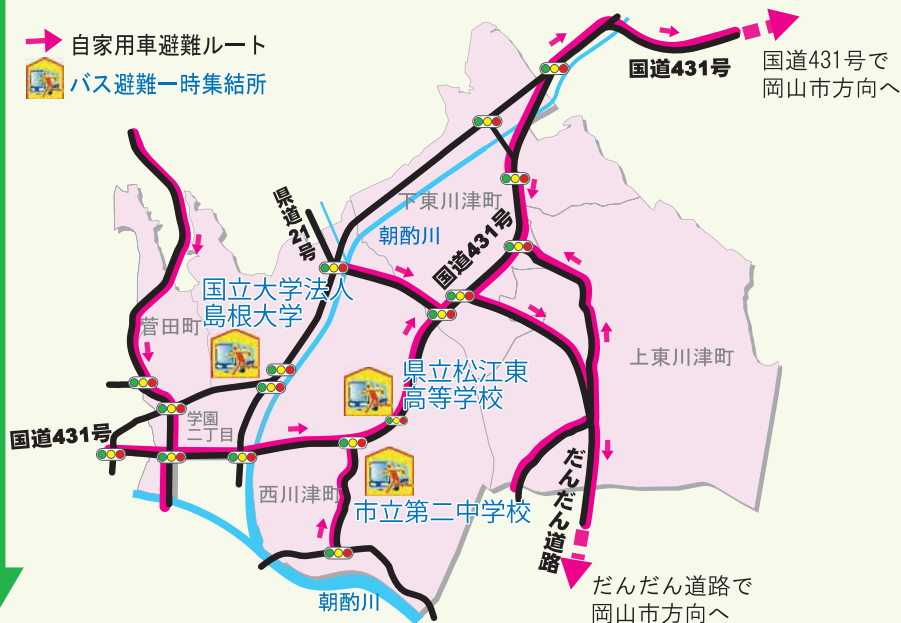 自家用車避難ルート
バス避難一時集結所
国道431号
国道431号で
岡山市方向へ
県道21号
下東川津町
朝酌川
国道431号
国立大学法人
島根大学
菅田町
上東川津町
県立松江東
高等学校
学園
二丁目
国道431号
西川津町
市立第二中学校
だんだん道路
だんだん道路で
岡山市方向へ
朝酌川